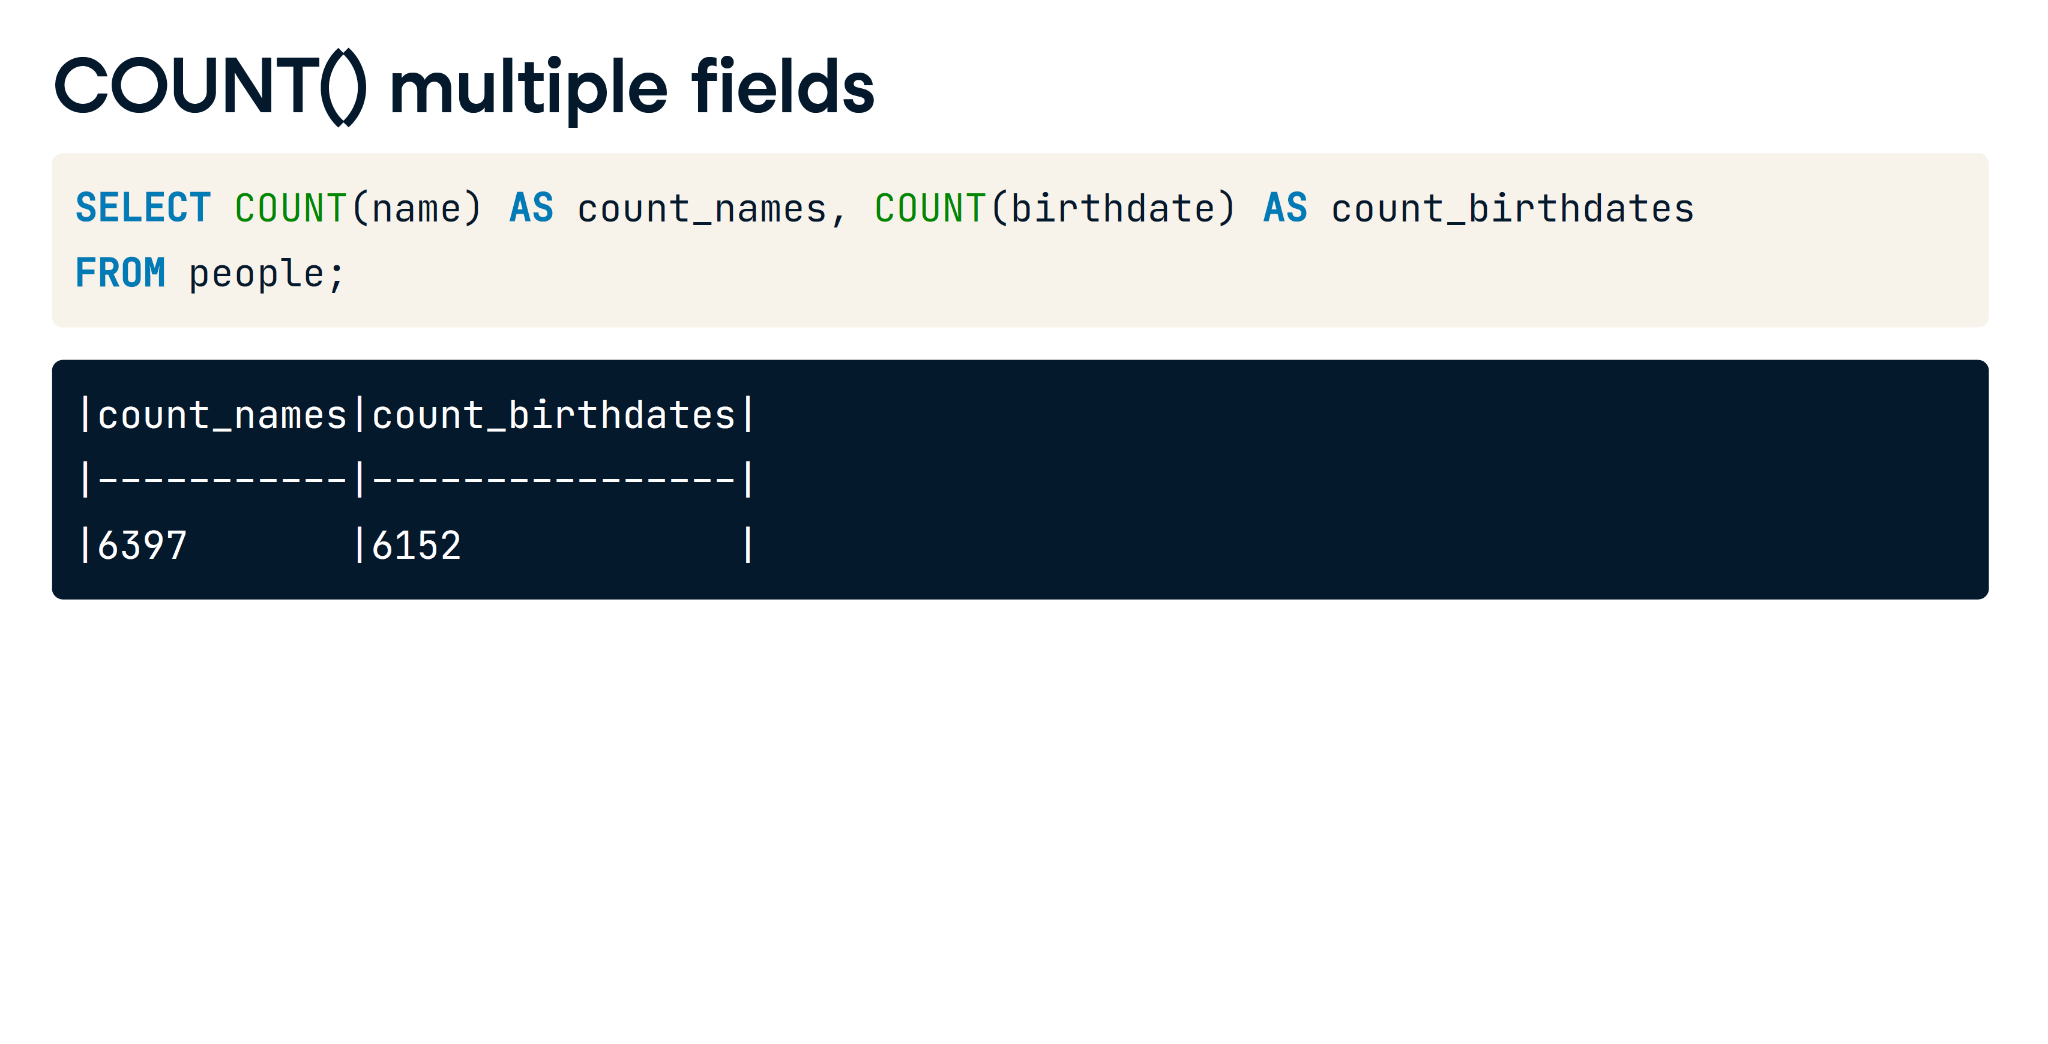 COUNT() multiple fields
SELECT COUNT(name) AS count_names, COUNT(birthdate) AS count_birthdates
FROM people;
|count_names|count_birthdates|
|-----------|----------------|
|6397       |6152            |